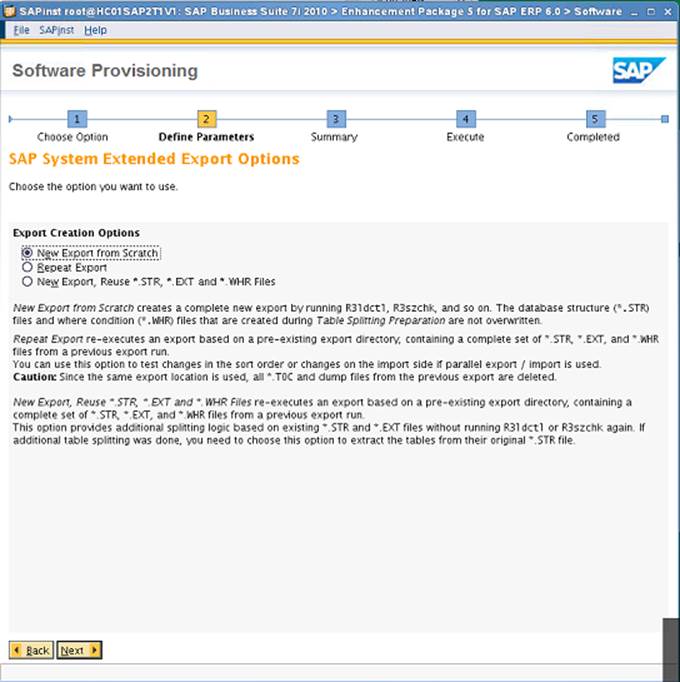 SAPinst root@HC01SAP2T1V1: SAP Business Suite 7i 2010 > Enhancement Package 5 for SAP ERP 6.0 > Software
File SAPinst Help
Software Provisioning
SAP
1 2 3 4 5
Choose Option Define Parameters Summary Execute Completed
SAP System Extended Export Options
Choose the option you want to use.
Export Creation Options
New Export from Scratch
Repeat Export
New Export, Reuse *.STR, *.EXT and *.WHR Files
New Export from Scratch creates a complete new export by running R3ldctl, R3szchk, and so on. The database structure (*.STR)
files and where condition (*.WHR) files that are created during Table Splitting Preparation are not overwritten.
Repeat Export re-executes an export based on a pre-existing export directory, containing a complete set of *.STR, *.EXT, and *.WHR
files from a previous export run.
You can use this option to test changes in the sort order or changes on the import side if parallel export / import is used.
Caution: Since the same export location is used, all *.TOC and dump files from the previous export are deleted.
New Export, Reuse *.STR, *.EXT and *.WHR Files re-executes an export based on a pre-existing export directory, containing a
complete set of *.STR, *.EXT, and *.WHR files from a previous export run.
This option provides additional splitting logic based on existing *.STR and *.EXT files without running R3ldctl or R3szchk again. If
additional table splitting was done, you need to choose this option to extract the tables from their original *.STR file.
Back Next